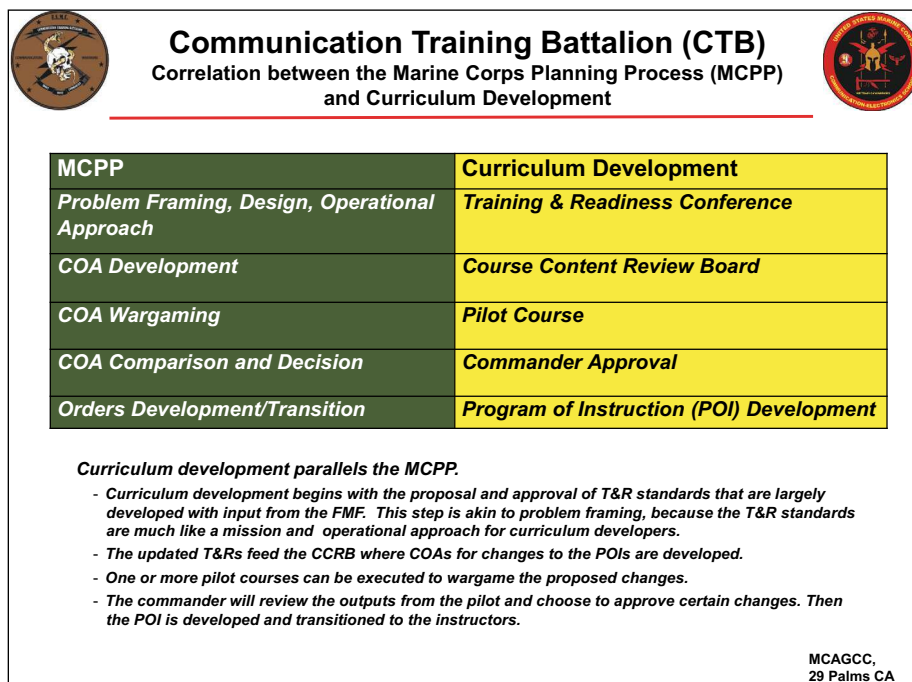 Communication Training Battalion (CTB)
Correlation between the Marine Corps Planning Process (MCPP)
and Curriculum Development
UNITED STATES MARINE CORPS
MCPP
Curriculum Development
Problem Framing, Design, Operational
Approach
Training & Readiness Conference
COA Development
Course Content Review Board
COA Wargaming
Pilot Course
COA Comparison and Decision
Commander Approval
Orders Development/Transition
Program of Instruction (POI) Development
Curriculum development parallels the MCPP.
- Curriculum development begins with the proposal and approval of T&R standards that are largely
developed with input from the FMF. This step is akin to problem framing, because the T&R standards
are much like a mission and operational approach for curriculum developers.
- The updated T&Rs feed the CCRB where COAs for changes to the POIs are developed.
- One or more pilot courses can be executed to wargame the proposed changes.
- The commander will review the outputs from the pilot and choose to approve certain changes. Then
the POI is developed and transitioned to the instructors.
MCAGCC,
29 Palms CA